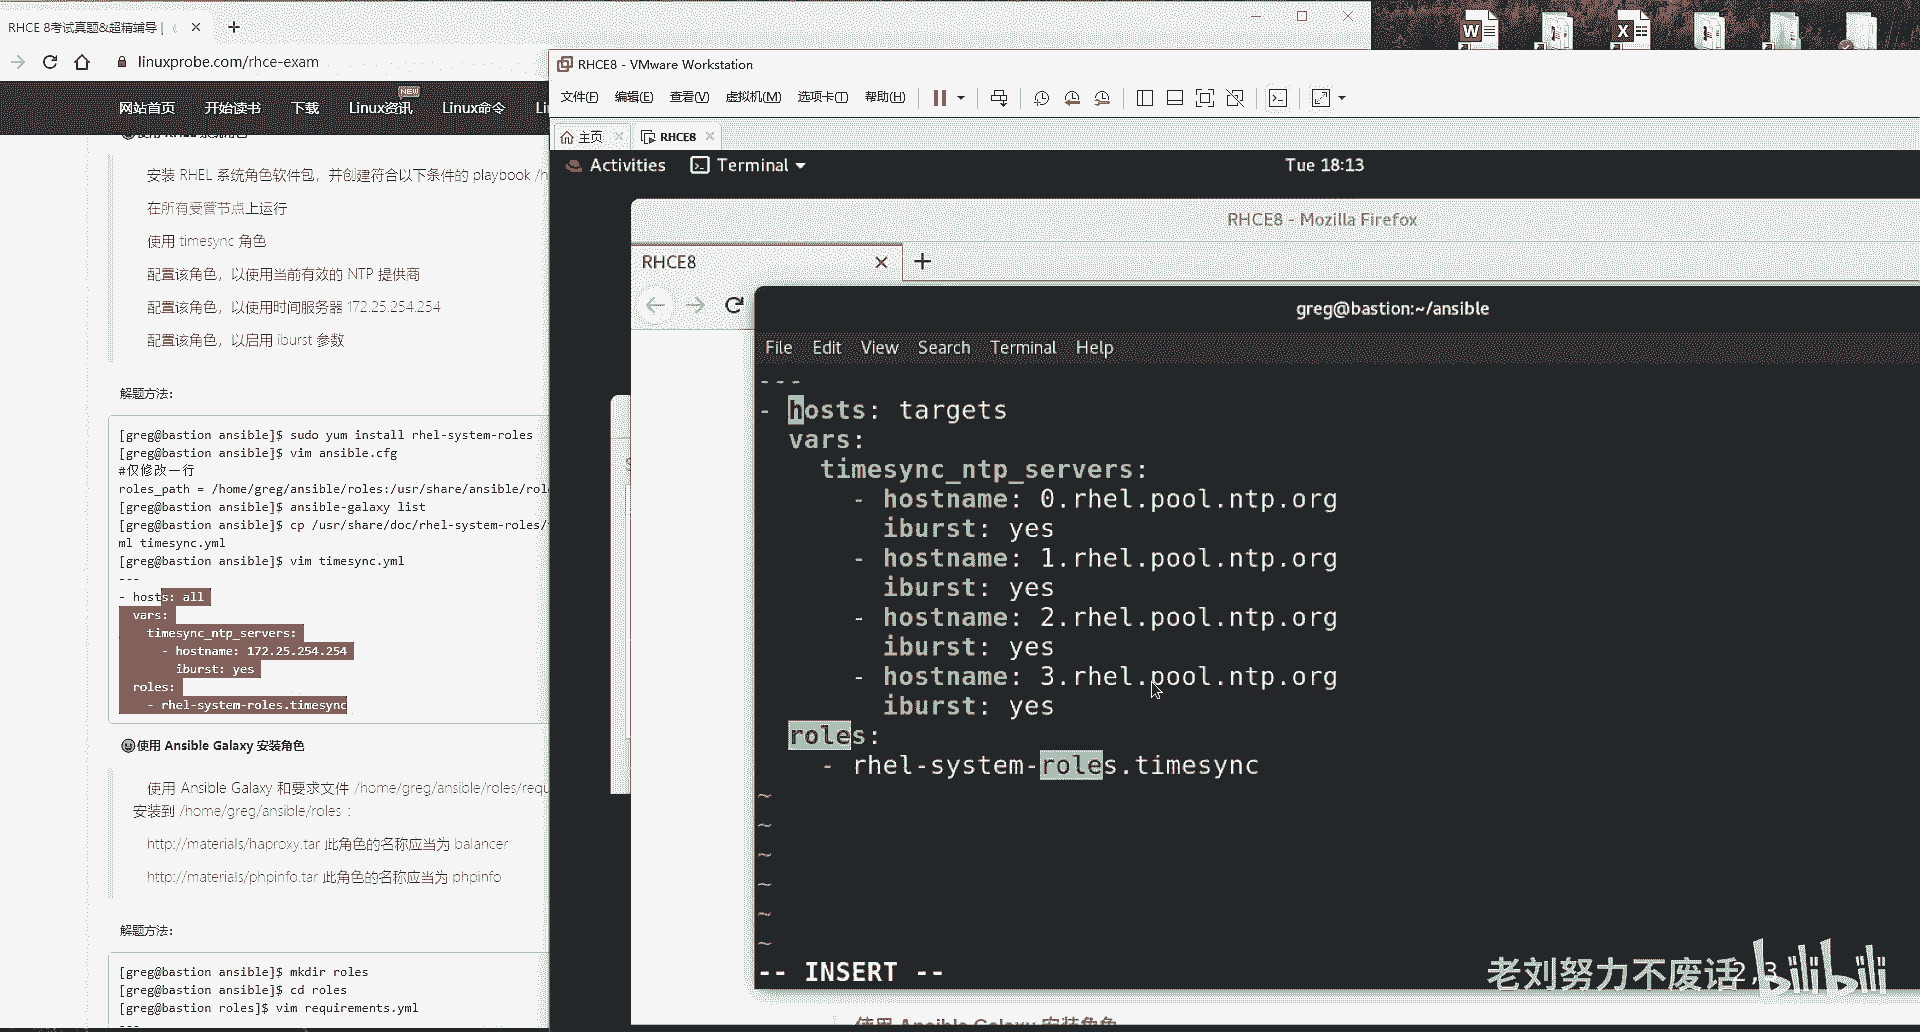 RHCE 8考试真题&超精辅导 |
linuxprobe.com/rhce-exam
网站首页 开始读书 下载 Linux资讯 NEW Linux命令
安装 RHEL 系统角色软件包，并创建符合以下条件的 playbook /h
在所有受管节点上运行
使用 timesync 角色
配置该角色，以使用当前有效的 NTP 提供商
配置该角色，以使用时间服务器 172.25.254.254
配置该角色，以启用 iburst 参数
解题方法：
[greg@bastion ansible]$ sudo yum install rhel-system-roles
[greg@bastion ansible]$ vim ansible.cfg
#仅修改一行
roles_path = /home/greg/ansible/roles:/usr/share/ansible/rol
[greg@bastion ansible]$ ansible-galaxy list
[greg@bastion ansible]$ cp /usr/share/doc/rhel-system-roles/
ml timesync.yml
[greg@bastion ansible]$ vim timesync.yml
---
- hosts: all
vars:
timesync_ntp_servers:
- hostname: 172.25.254.254
iburst: yes
roles:
- rhel-system-roles.timesync
使用 Ansible Galaxy 安装角色
使用 Ansible Galaxy 和要求文件 /home/greg/ansible/roles/requ
安装到 /home/greg/ansible/roles：
http://materials/haproxy.tar 此角色的名称应当为 balancer
http://materials/phpinfo.tar 此角色的名称应当为 phpinfo
解题方法：
[greg@bastion ansible]$ mkdir roles
[greg@bastion ansible]$ cd roles
[greg@bastion roles]$ vim requirements.yml
---
RHCE8 - VMware Workstation
文件(F) 编辑(E) 查看(V) 虚拟机(M) 选项卡(T) 帮助(H)
主页 RHCE8
Activities Terminal Tue 18:13
RHCE8 - Mozilla Firefox
RHCE8
greg@bastion:~/ansible
File Edit View Search Terminal Help
---
- hosts: targets
vars:
timesync_ntp_servers:
- hostname: 0.rhel.pool.ntp.org
iburst: yes
- hostname: 1.rhel.pool.ntp.org
iburst: yes
- hostname: 2.rhel.pool.ntp.org
iburst: yes
- hostname: 3.rhel.pool.ntp.org
iburst: yes
roles:
- rhel-system-roles.timesync
~
~
~
~
~
~
-- INSERT -- 2,3
老刘努力不废话 bilibili
使用 Ansible Galaxy 安装角色